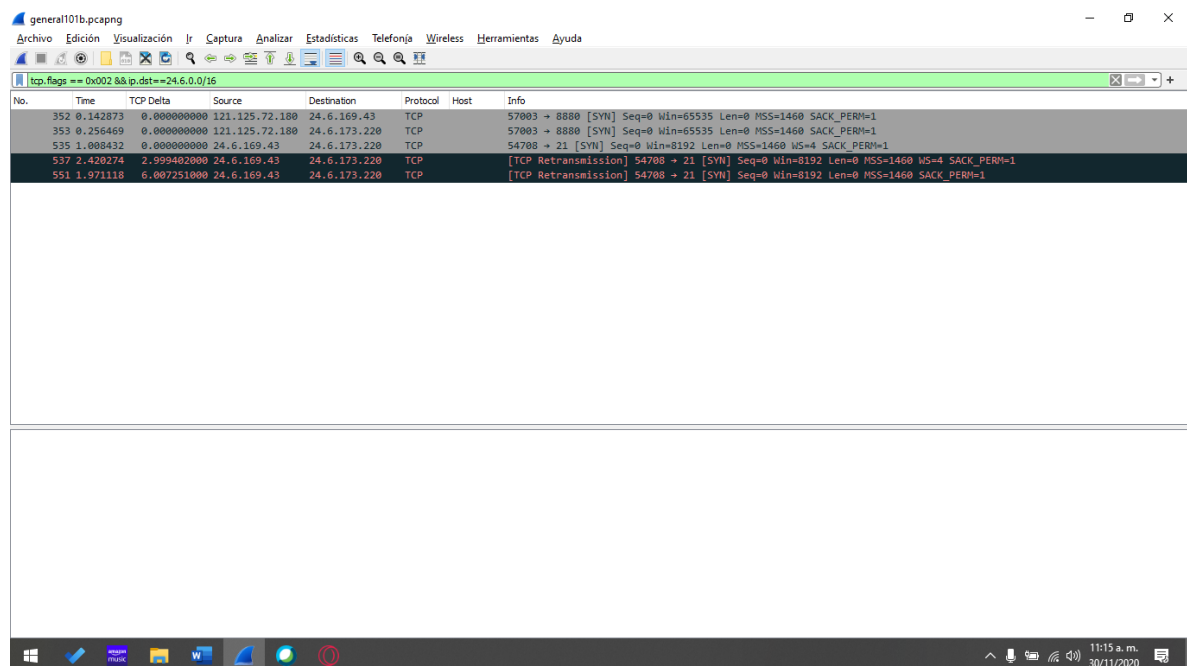 general101b.pcapng
Archivo Edición Visualización Ir Captura Analizar Estadísticas Telefonía Wireless Herramientas Ayuda
tcp.flags == 0x002 && ip.dst==24.6.0.0/16
No. Time TCP Delta Source Destination Protocol Host Info
352 0.142873 0.000000000 121.125.72.180 24.6.169.43 TCP 57003 → 8880 [SYN] Seq=0 Win=65535 Len=0 MSS=1460 SACK_PERM=1
353 0.256469 0.000000000 121.125.72.180 24.6.173.220 TCP 57003 → 8880 [SYN] Seq=0 Win=65535 Len=0 MSS=1460 SACK_PERM=1
535 1.008432 0.000000000 24.6.169.43 24.6.173.220 TCP 54708 → 21 [SYN] Seq=0 Win=8192 Len=0 MSS=1460 WS=4 SACK_PERM=1
537 2.420274 2.999402000 24.6.169.43 24.6.173.220 TCP [TCP Retransmission] 54708 → 21 [SYN] Seq=0 Win=8192 Len=0 MSS=1460 WS=4 SACK_PERM=1
551 1.971118 6.007251000 24.6.169.43 24.6.173.220 TCP [TCP Retransmission] 54708 → 21 [SYN] Seq=0 Win=8192 Len=0 MSS=1460 SACK_PERM=1
amazon
music
W
11:15 a. m.
30/11/2020